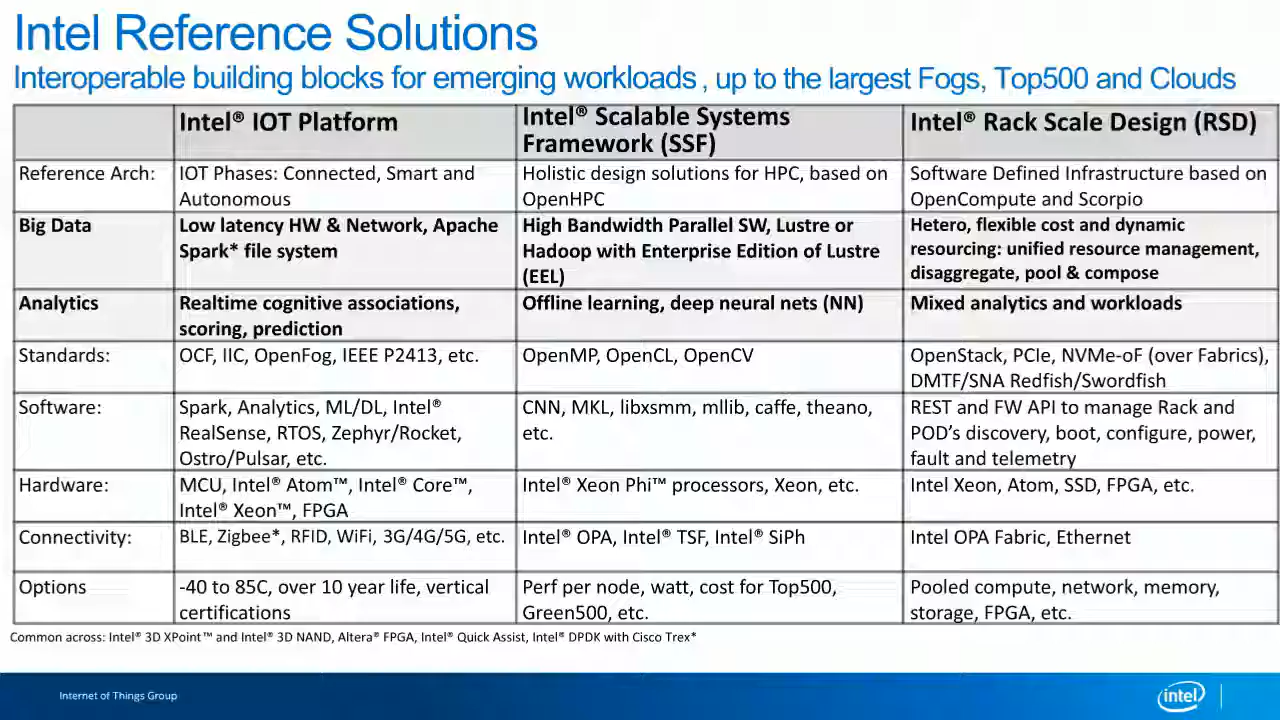 Intel Reference Solutions
Interoperable building blocks for emerging workloads , up to the largest Fogs, Top500 and Clouds
Intel® IOT Platform
Intel® Scalable Systems
Framework (SSF)
Intel® Rack Scale Design (RSD)
Reference Arch:
IOT Phases: Connected, Smart and
Autonomous
Holistic design solutions for HPC, based on
OpenHPC
Software Defined Infrastructure based on
OpenCompute and Scorpio
Big Data
Low latency HW & Network, Apache
Spark* file system
High Bandwidth Parallel SW, Lustre or
Hadoop with Enterprise Edition of Lustre
(EEL)
Hetero, flexible cost and dynamic
resourcing: unified resource management,
disaggregate, pool & compose
Analytics
Realtime cognitive associations,
scoring, prediction
Offline learning, deep neural nets (NN)
Mixed analytics and workloads
Standards:
OCF, IIC, OpenFog, IEEE P2413, etc.
OpenMP, OpenCL, OpenCV
OpenStack, PCIe, NVMe-oF (over Fabrics),
DMTF/SNA Redfish/Swordfish
Software:
Spark, Analytics, ML/DL, Intel®
RealSense, RTOS, Zephyr/Rocket,
Ostro/Pulsar, etc.
CNN, MKL, libxsmm, mllib, caffe, theano,
etc.
REST and FW API to manage Rack and
POD's discovery, boot, configure, power,
fault and telemetry
Hardware:
MCU, Intel® Atom™, Intel® Core™,
Intel® Xeon™, FPGA
Intel® Xeon Phi™ processors, Xeon, etc.
Intel Xeon, Atom, SSD, FPGA, etc.
Connectivity:
BLE, Zigbee*, RFID, WiFi, 3G/4G/5G, etc.
Intel® OPA, Intel® TSF, Intel® SiPh
Intel OPA Fabric, Ethernet
Options
-40 to 85C, over 10 year life, vertical
certifications
Perf per node, watt, cost for Top500,
Green500, etc.
Pooled compute, network, memory,
storage, FPGA, etc.
Common across: Intel® 3D XPoint™ and Intel® 3D NAND, Altera® FPGA, Intel® Quick Assist, Intel® DPDK with Cisco Trex*
Internet of Things Group
intel